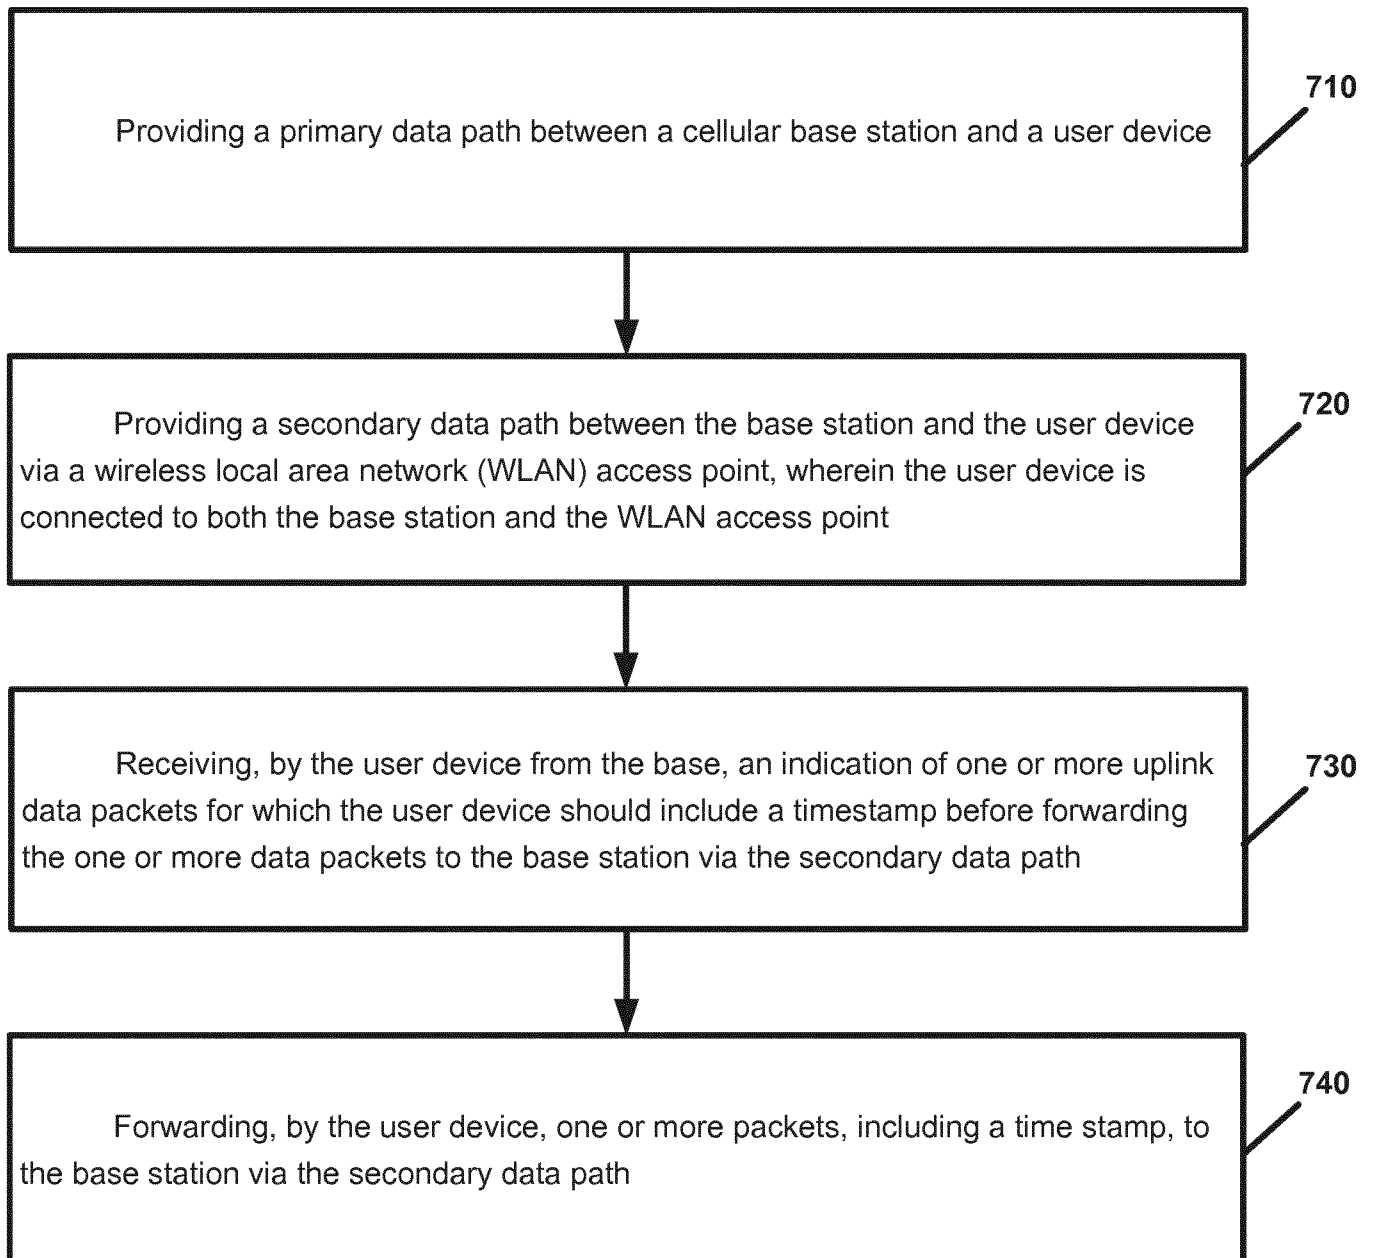 710
Providing a primary data path between a cellular base station and a user device
720
Providing a secondary data path between the base station and the user device
via a wireless local area network (WLAN) access point, wherein the user device is
connected to both the base station and the WLAN access point
730
Receiving, by the user device from the base, an indication of one or more uplink
data packets for which the user device should include a timestamp before forwarding
the one or more data packets to the base station via the secondary data path
740
Forwarding, by the user device, one or more packets, including a time stamp, to
the base station via the secondary data path